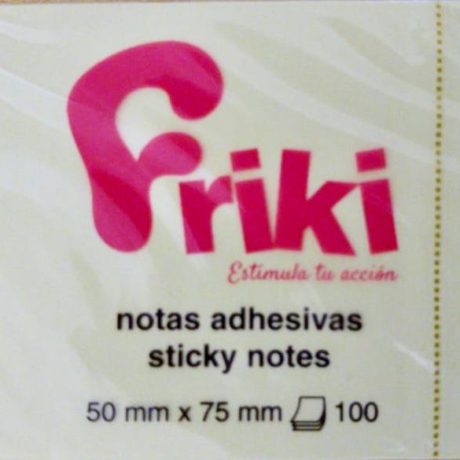 Friki
Estimula tu acción
notas adhesivas
sticky notes
50 mm x 75 mm 100